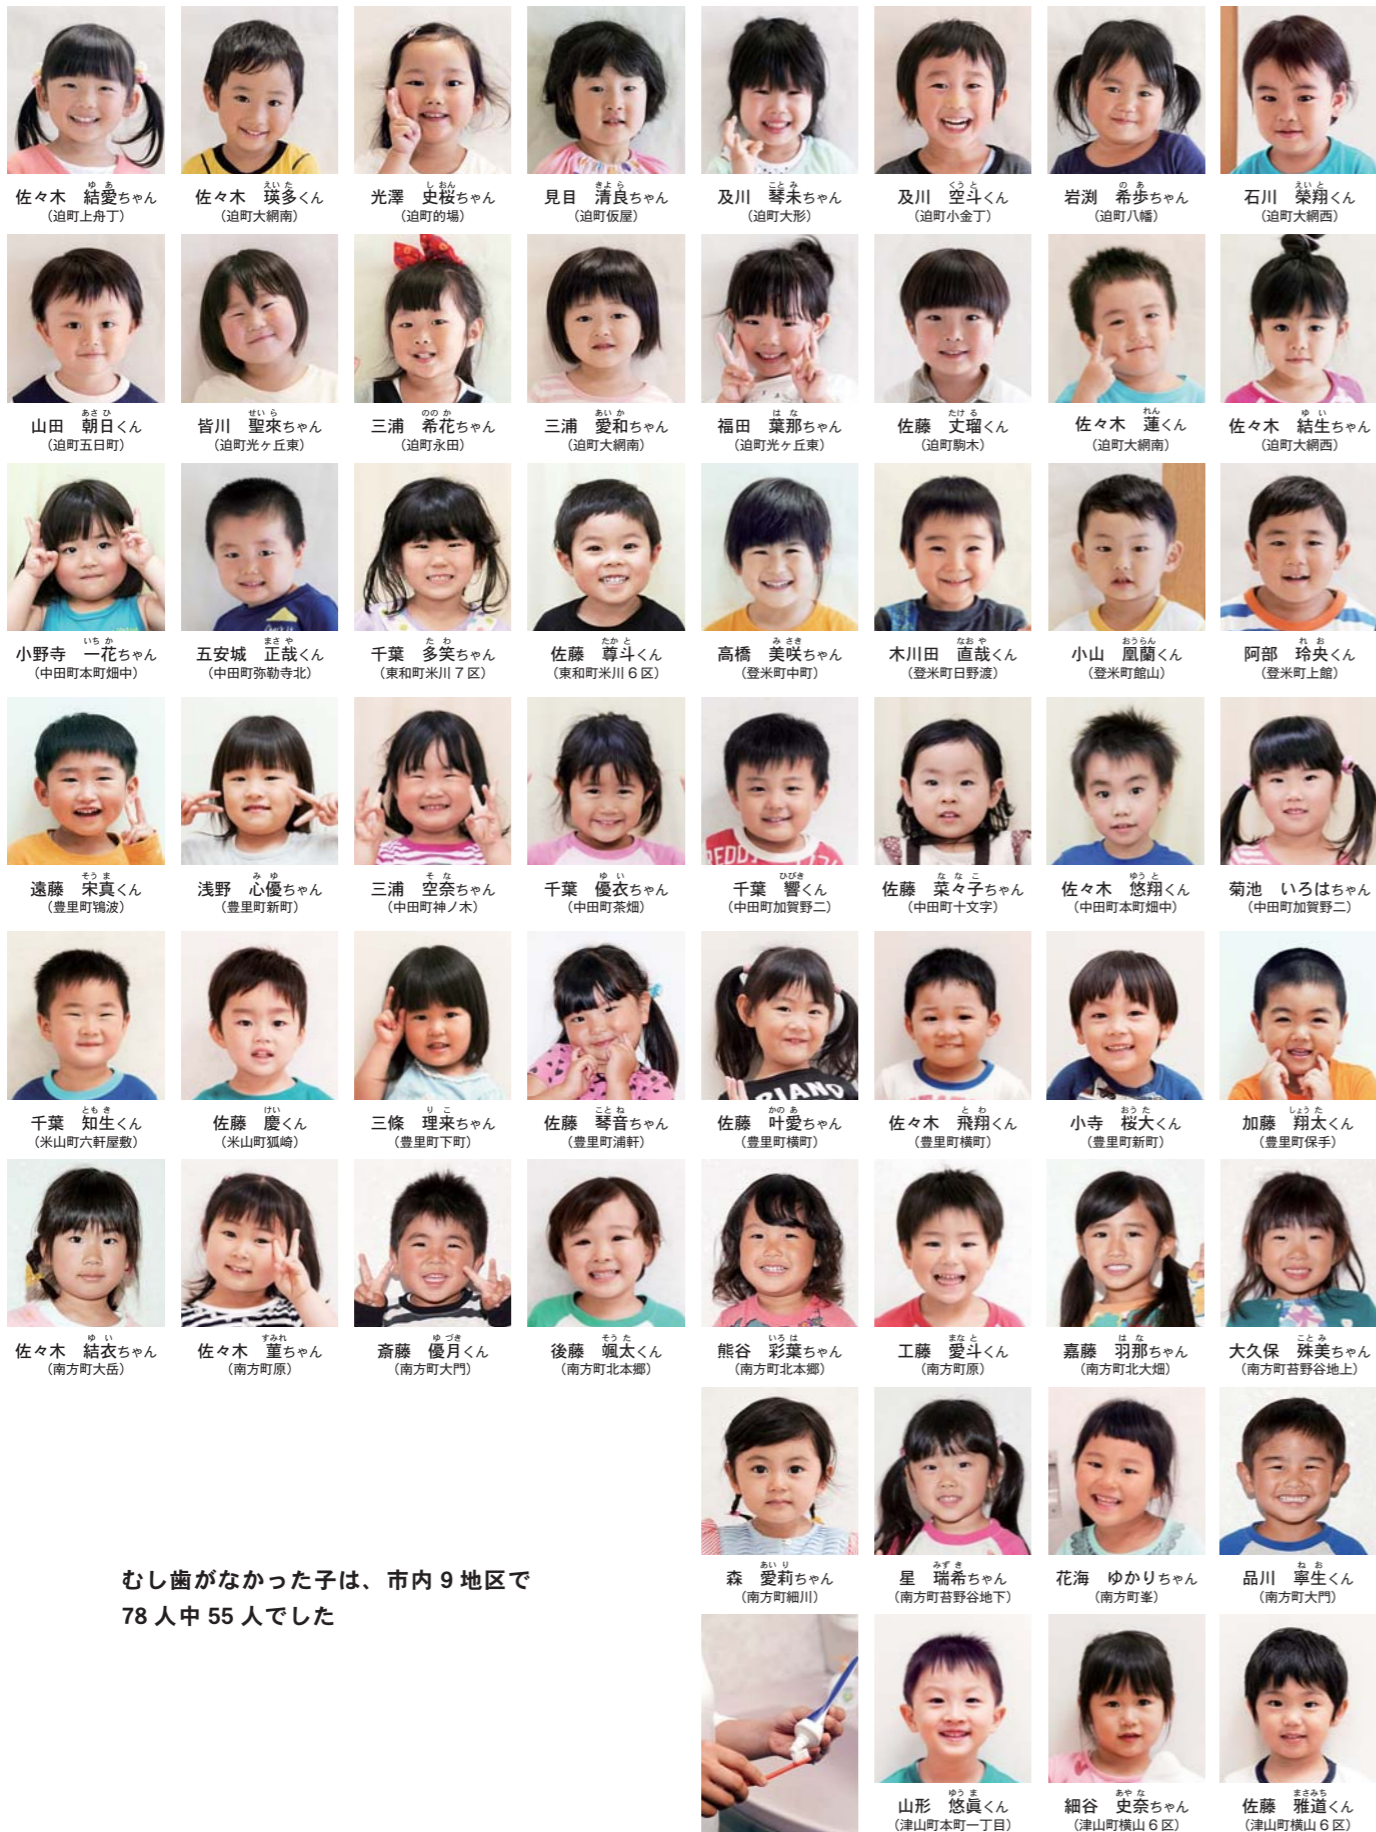 佐々木 結愛ちゃん
（迫町上舟丁）
佐々木 瑛多くん
（迫町大網南）
光澤 史桜ちゃん
（迫町的場）
見目 清良ちゃん
（迫町仮屋）
及川 琴未ちゃん
（迫町大形）
及川 空斗くん
（迫町小金丁）
岩渕 希歩ちゃん
（迫町八幡）
石川 榮翔くん
（迫町大網西）
山田 朝日くん
（迫町五日町）
皆川 聖來ちゃん
（迫町光ヶ丘東）
三浦 希花ちゃん
（迫町永田）
三浦 愛和ちゃん
（迫町大網南）
福田 葉那ちゃん
（迫町光ヶ丘東）
佐藤 丈瑠くん
（迫町駒木）
佐々木 蓮くん
（迫町大網南）
佐々木 結生ちゃん
（迫町大網西）
小野寺 一花ちゃん
（中田町本町畑中）
五安城 正哉くん
（中田町弥勒寺北）
千葉 多笑ちゃん
（東和町米川７区）
佐藤 尊斗くん
（東和町米川６区）
高橋 美咲ちゃん
（登米町中町）
木川田 直哉くん
（登米町日野渡）
小山 凰蘭くん
（登米町館山）
阿部 玲央くん
（登米町上館）
遠藤 宋真くん
（豊里町鴇波）
浅野 心優ちゃん
（豊里町新町）
三浦 空奈ちゃん
（中田町神ノ木）
千葉 優衣ちゃん
（中田町茶畑）
千葉 響くん
（中田町加賀野二）
佐藤 菜々子ちゃん
（中田町十文字）
佐々木 悠翔くん
（中田町本町畑中）
菊池 いろはちゃん
（中田町加賀野二）
千葉 知生くん
（米山町六軒屋敷）
佐藤 慶くん
（米山町狐崎）
三條 理来ちゃん
（豊里町下町）
佐藤 琴音ちゃん
（豊里町浦軒）
佐藤 叶愛ちゃん
（豊里町横町）
佐々木 飛翔くん
（豊里町横町）
小寺 桜大くん
（豊里町新町）
加藤 翔太くん
（豊里町保手）
佐々木 結衣ちゃん
（南方町大岳）
佐々木 菫ちゃん
（南方町原）
斎藤 優月くん
（南方町大門）
後藤 颯太くん
（南方町北本郷）
熊谷 彩葉ちゃん
（南方町北本郷）
工藤 愛斗くん
（南方町原）
嘉藤 羽那ちゃん
（南方町北大畑）
大久保 殊美ちゃん
（南方町苔野谷地上）
森 愛莉ちゃん
（南方町細川）
星 瑞希ちゃん
（南方町苔野谷地下）
花海 ゆかりちゃん
（南方町峯）
品川 寧生くん
（南方町大門）
むし歯がなかった子は、市内９地区で
78 人中 55 人でした
山形 悠眞くん
（津山町本町一丁目）
細谷 史奈ちゃん
（津山町横山６区）
佐藤 雅道くん
（津山町横山６区）